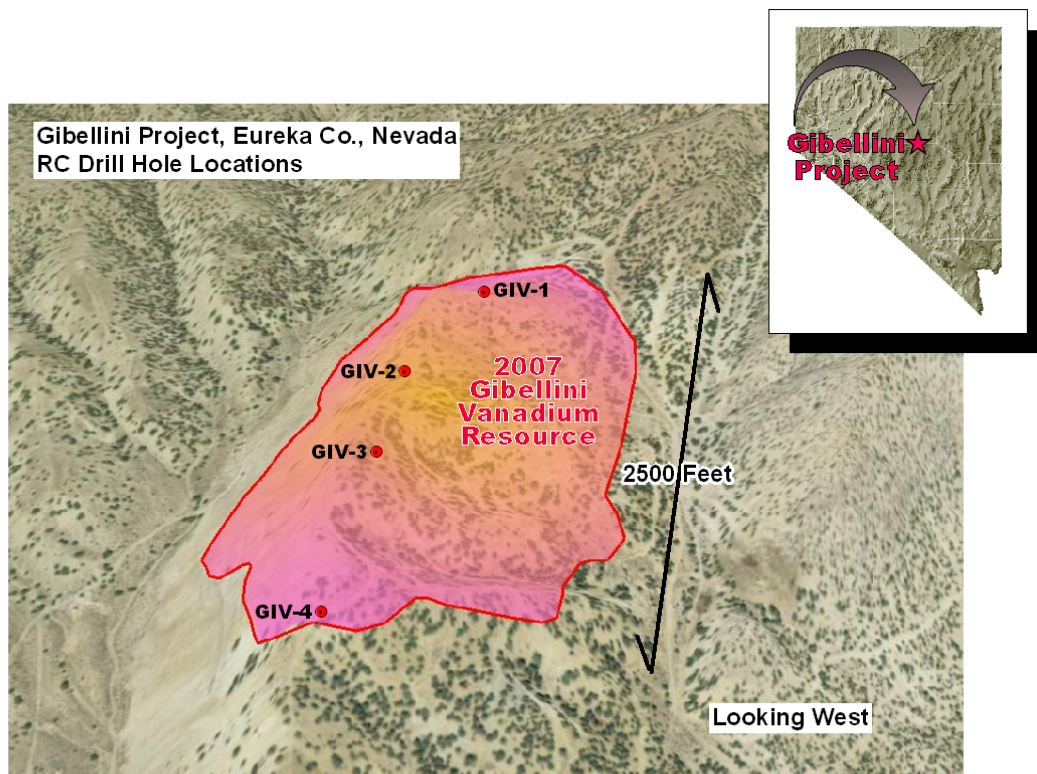 Gibellini Project, Eureka Co., Nevada
RC Drill Hole Locations
Gibellini
Project
GIV-1
GIV-2
2007
Gibellini
Vanadium
Resource
GIV-3
2500 Feet
GIV-4
Looking West